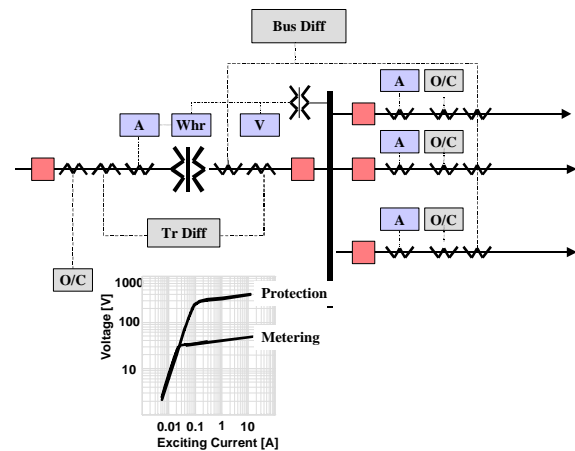 Bus Diff
A
O/C
A
Whr
V
A
O/C
Tr Diff
A
O/C
O/C
1000
100
10
Voltage [V]
Protection
Metering
0.01 0.1 1 10
Exciting Current [A]